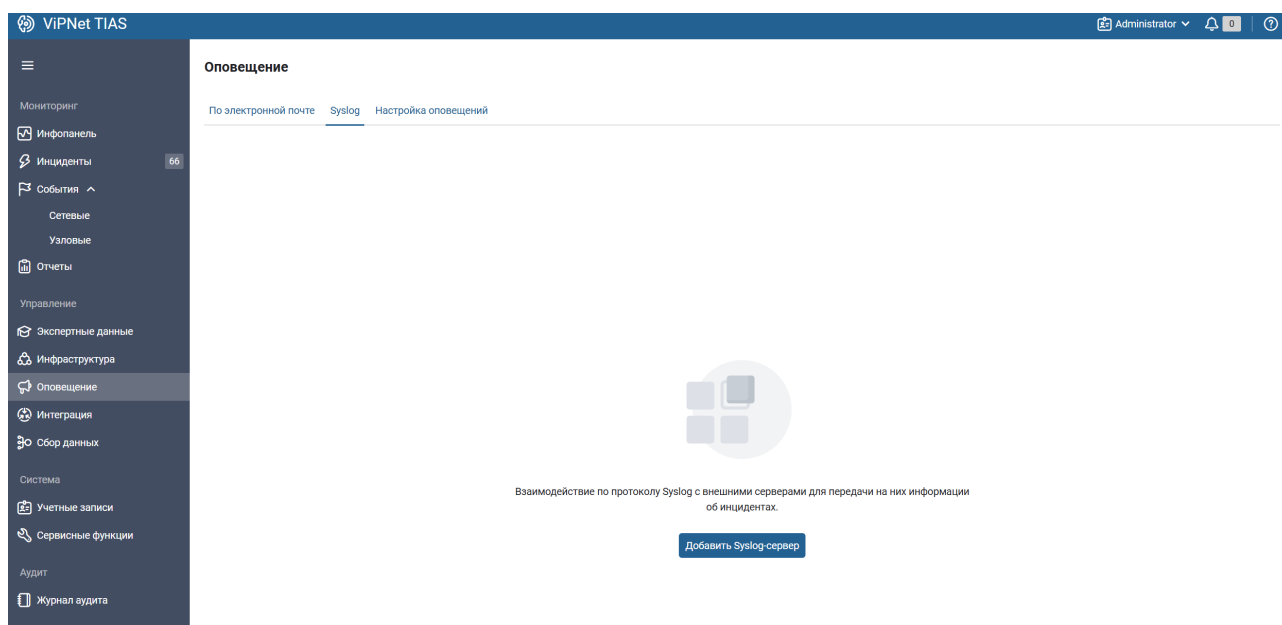 ViPNet TIAS
Administrator
0
Оповещение
Мониторинг
По электронной почте Syslog Настройка оповещений
Инфопанель
Инциденты 66
События
Сетевые
Узловые
Отчеты
Управление
Экспертные данные
Инфраструктура
Оповещение
Интеграция
Сбор данных
Система
Учетные записи
Сервисные функции
Аудит
Журнал аудита
Взаимодействие по протоколу Syslog с внешними серверами для передачи на них информации
об инцидентах.
Добавить Syslog-сервер